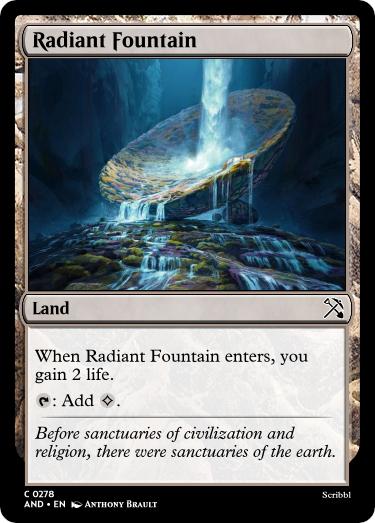 Radiant Fountain
Land
When Radiant Fountain enters, you
gain 2 life.
: Add .
Before sanctuaries of civilization and
religion, there were sanctuaries of the earth.
C 0278
Scribbl
AND • EN Anthony Brault